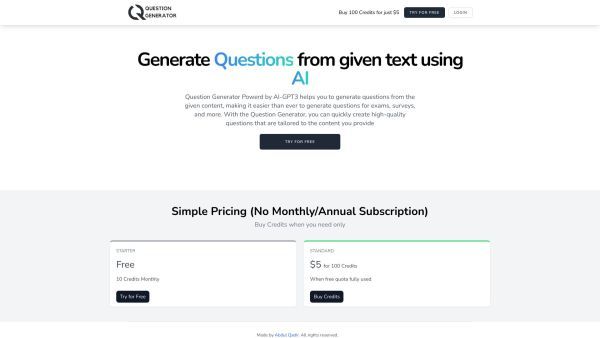 QUESTION
GENERATOR
Buy 100 Credits for just $5
TRY FOR FREE
LOGIN
Generate Questions from given text using
AI
Question Generator Powerd by AI-GPT3 helps you to generate questions from the
given content, making it easier than ever to generate questions for exams, surveys,
and more. With the Question Generator, you can quickly create high-quality
questions that are tailored to the content you provide
TRY FOR FREE
Simple Pricing (No Monthly/Annual Subscription)
Buy Credits when you need only
STARTER
Free
10 Credits Monthly
Try for Free
STANDARD
$5 for 100 Credits
When free quota fully used
Buy Credits
Made by Abdul Qadir. All rights reserved.